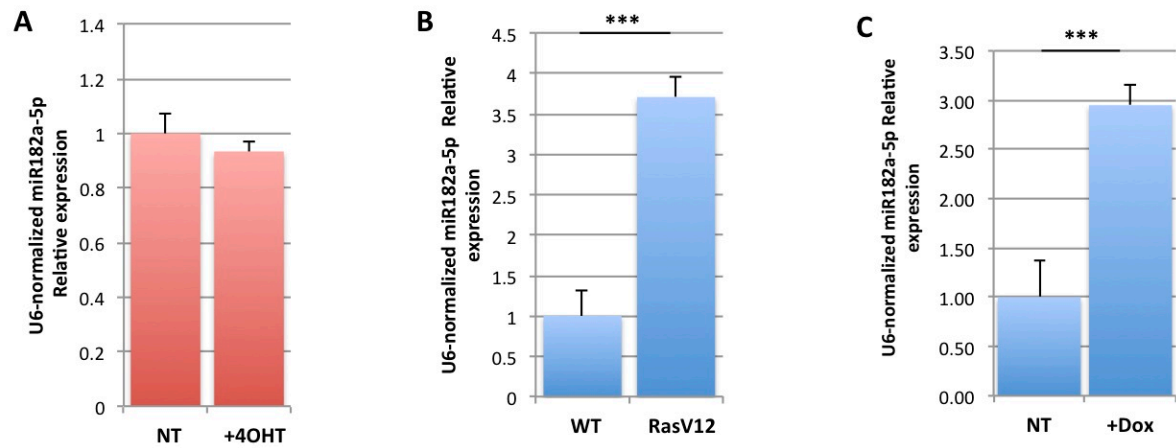 A
U6-normalized miR182a-5p
Relative expression
1.4
1.2
1
0.8
0.6
0.4
0.2
0
NT +4OHT
B
***
U6-normalized miR182a-5p Relative
expression
4.5
4
3.5
3
2.5
2
1.5
1
0.5
0
WT RasV12
C
***
U6-normalized miR182a-5p Relative
expression
3.50
3.00
2.50
2.00
1.50
1.00
0.50
0.00
NT +Dox